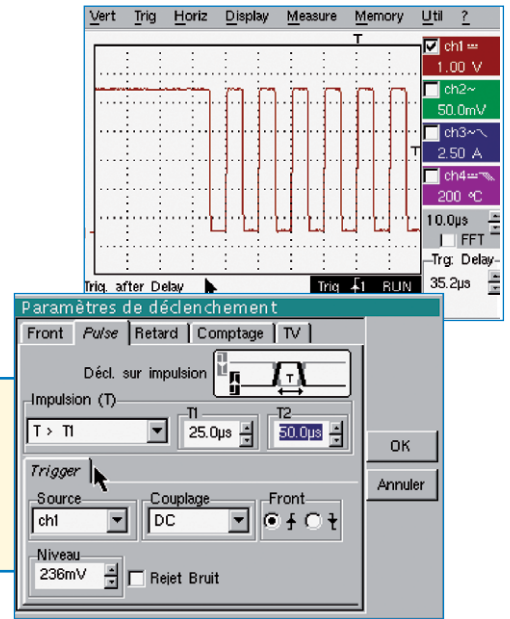 Vert Trig Horiz Display Measure Memory Util ?
T
ch1
1.00 V
ch2~
50.0mV
ch3~
2.50 A
T
ch4
200 °C
10.0µs
FFT
Trg: Delay
35.2µs
Trig. after Delay
Trig 1 RUN
Paramètres de déclenchement
Front Pulse Retard Comptage TV
Décl. sur impulsion
T
Impulsion (T)
T > T1
T1
25.0µs
T2
50.0µs
OK
Annuler
Trigger
Source
ch1
Couplage
DC
Front
Niveau
236mV
Rejet Bruit